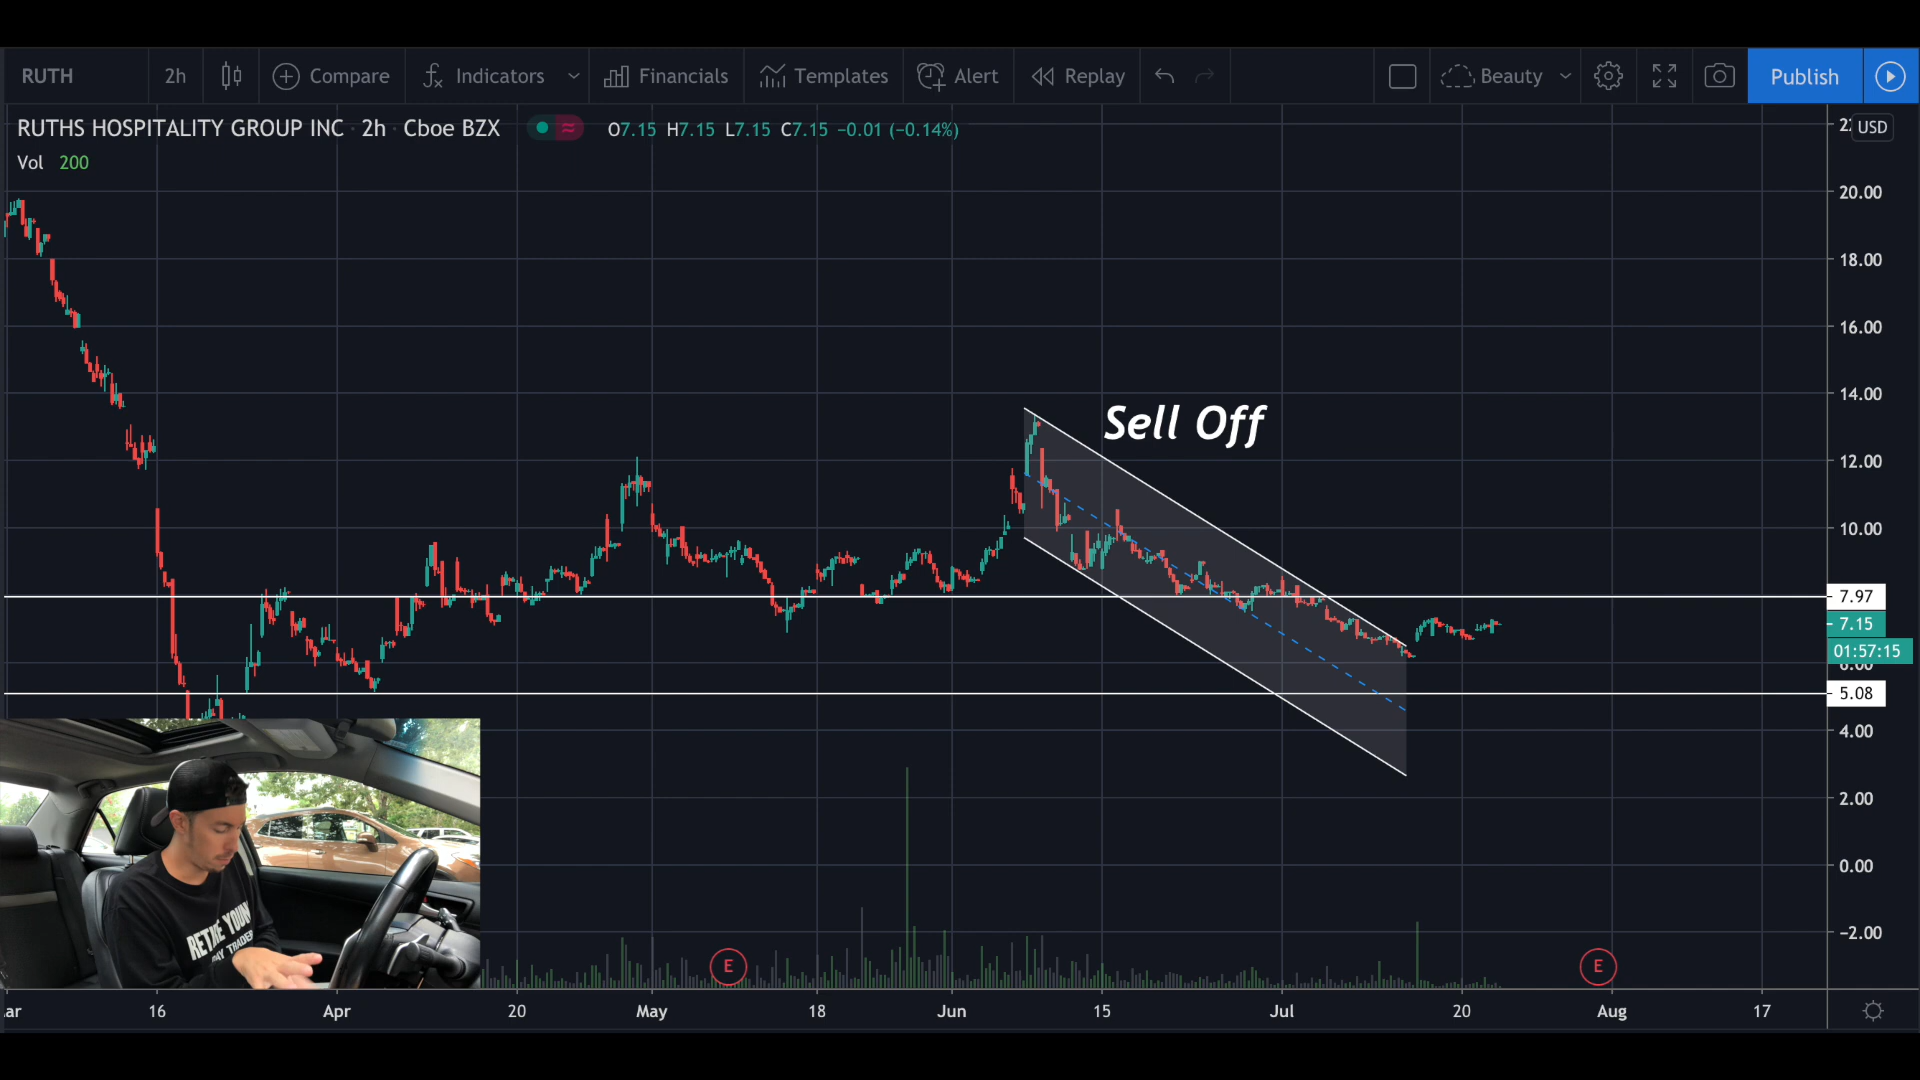 RUTH 2h Compare Indicators Financials Templates Alert Replay Beauty Publish
RUTHS HOSPITALITY GROUP INC · 2h · Cboe BZX O7.15 H7.15 L7.15 C7.15 −0.01 (−0.14%)
USD
Vol 200
20.00
18.00
16.00
14.00
Sell Off
12.00
10.00
7.97
7.15
01:57:15
6.00
5.08
4.00
2.00
0.00
RETIRE YOUNG
DAY TRADER
−2.00
E E
16 Apr 20 May 18 Jun 15 Jul 20 Aug 17